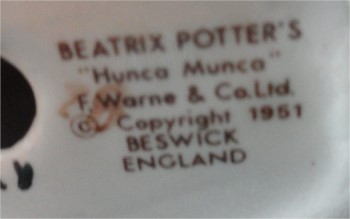 BEATRIX POTTER'S
"Hunca Munca"
F. Warne & Co. Ltd.
© Copyright 1951
BESWICK
ENGLAND